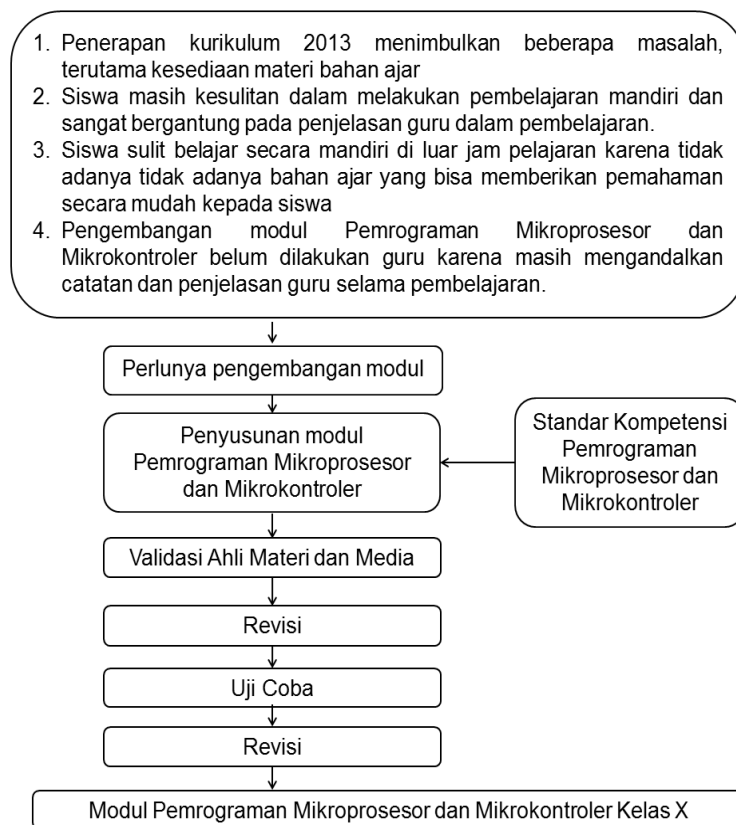 1. Penerapan kurikulum 2013 menimbulkan beberapa masalah,
terutama kesediaan materi bahan ajar
2. Siswa masih kesulitan dalam melakukan pembelajaran mandiri dan
sangat bergantung pada penjelasan guru dalam pembelajaran.
3. Siswa sulit belajar secara mandiri di luar jam pelajaran karena tidak
adanya tidak adanya bahan ajar yang bisa memberikan pemahaman
secara mudah kepada siswa
4. Pengembangan modul Pemrograman Mikroprosesor dan
Mikrokontroler belum dilakukan guru karena masih mengandalkan
catatan dan penjelasan guru selama pembelajaran.
Perlunya pengembangan modul
Penyusunan modul
Pemrograman Mikroprosesor
dan Mikrokontroler
Standar Kompetensi
Pemrograman
Mikroprosesor dan
Mikrokontroler
Validasi Ahli Materi dan Media
Revisi
Uji Coba
Revisi
Modul Pemrograman Mikroprosesor dan Mikrokontroler Kelas X